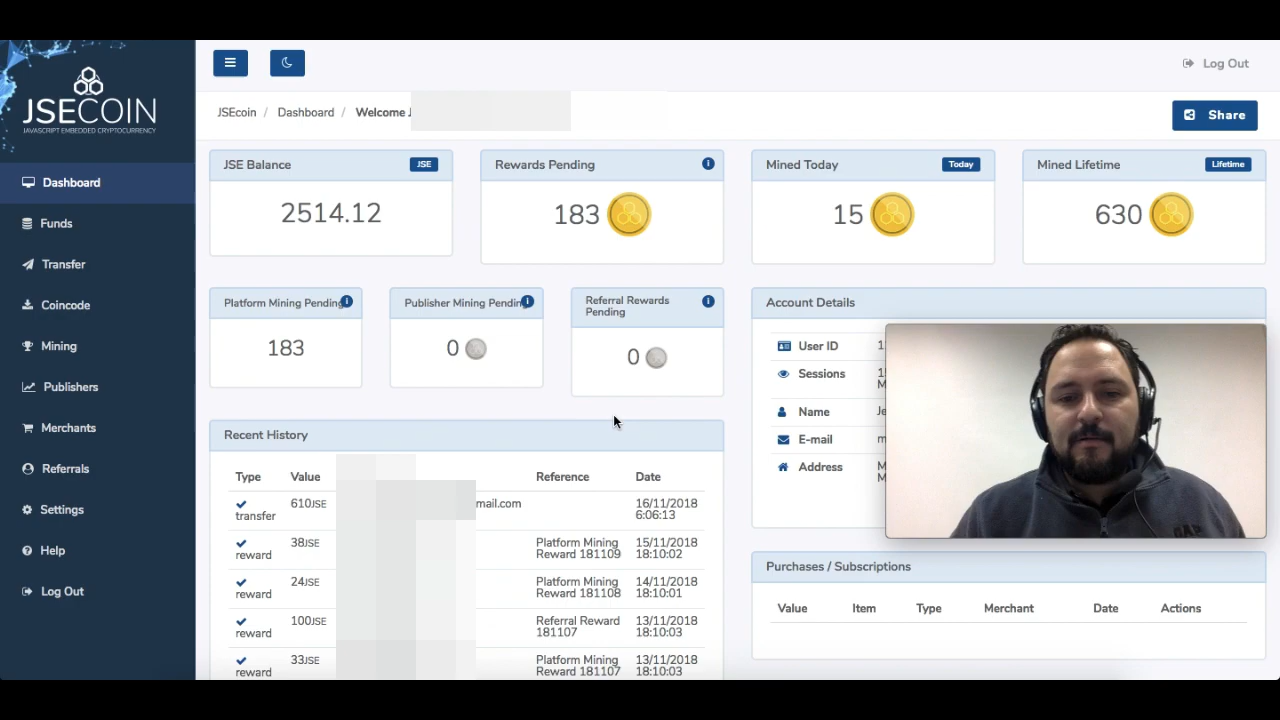 JSECOIN
JAVASCRIPT EMBEDDED CRYPTOCURRENCY
Dashboard
Funds
Transfer
Coincode
Mining
Publishers
Merchants
Referrals
Settings
Help
Log Out
Log Out
JSEcoin / Dashboard / Welcome J
Share
JSE Balance JSE
2514.12
Rewards Pending
183
Mined Today Today
15
Mined Lifetime Lifetime
630
Platform Mining Pending
183
Publisher Mining Pendin
0
Referral Rewards
Pending
0
Account Details
User ID
Sessions
Name Je
E-mail m
Address
Recent History
Type Value Reference Date
transfer 610JSE mail.com 16/11/2018
6:06:13
reward 38JSE Platform Mining
Reward 181109 15/11/2018
18:10:02
reward 24JSE Platform Mining
Reward 181108 14/11/2018
18:10:01
reward 100JSE Referral Reward
181107 13/11/2018
18:10:03
reward 33JSE Platform Mining
Reward 181107 13/11/2018
18:10:03
Purchases / Subscriptions
Value Item Type Merchant Date Actions